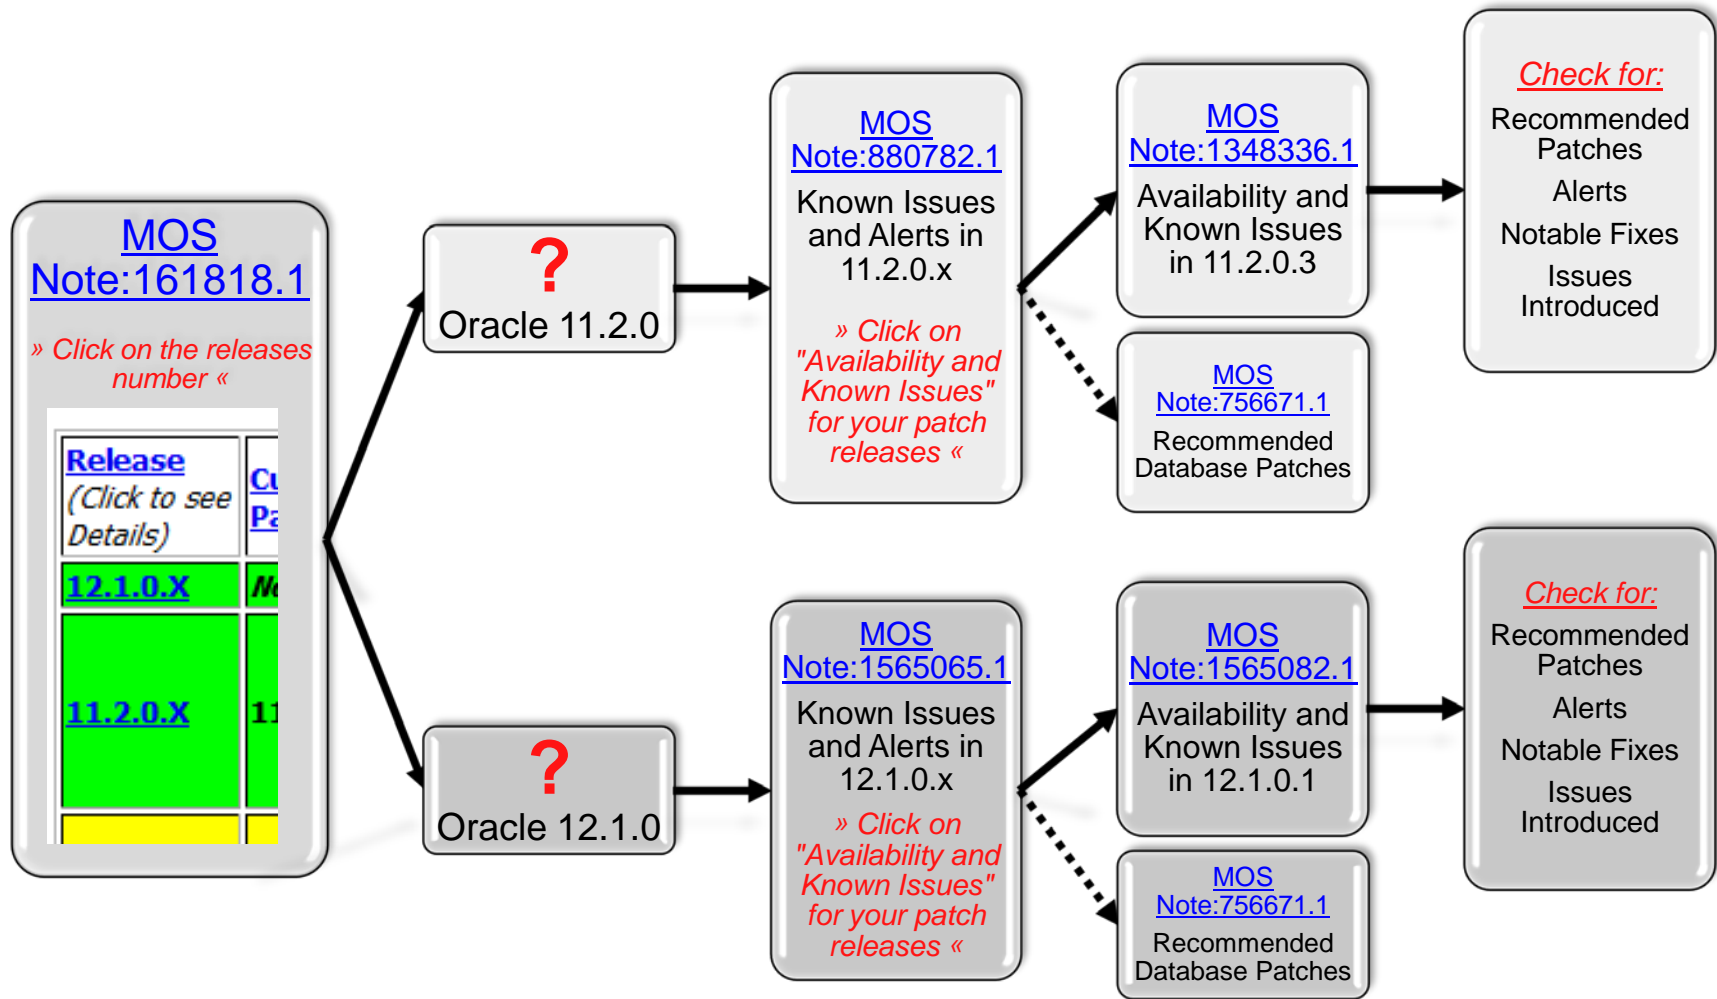 MOS
Note:161818.1
» Click on the releases
number «
Release
(Click to see
Details)
12.1.0.X
11.2.0.X
?
Oracle 11.2.0
MOS
Note:880782.1
Known Issues
and Alerts in
11.2.0.x
» Click on
"Availability and
Known Issues"
for your patch
releases «
MOS
Note:1348336.1
Availability and
Known Issues
in 11.2.0.3
MOS
Note:756671.1
Recommended
Database Patches
Check for:
Recommended
Patches
Alerts
Notable Fixes
Issues
Introduced
?
Oracle 12.1.0
MOS
Note:1565065.1
Known Issues
and Alerts in
12.1.0.x
» Click on
"Availability and
Known Issues"
for your patch
releases «
MOS
Note:1565082.1
Availability and
Known Issues
in 12.1.0.1
MOS
Note:756671.1
Recommended
Database Patches
Check for:
Recommended
Patches
Alerts
Notable Fixes
Issues
Introduced